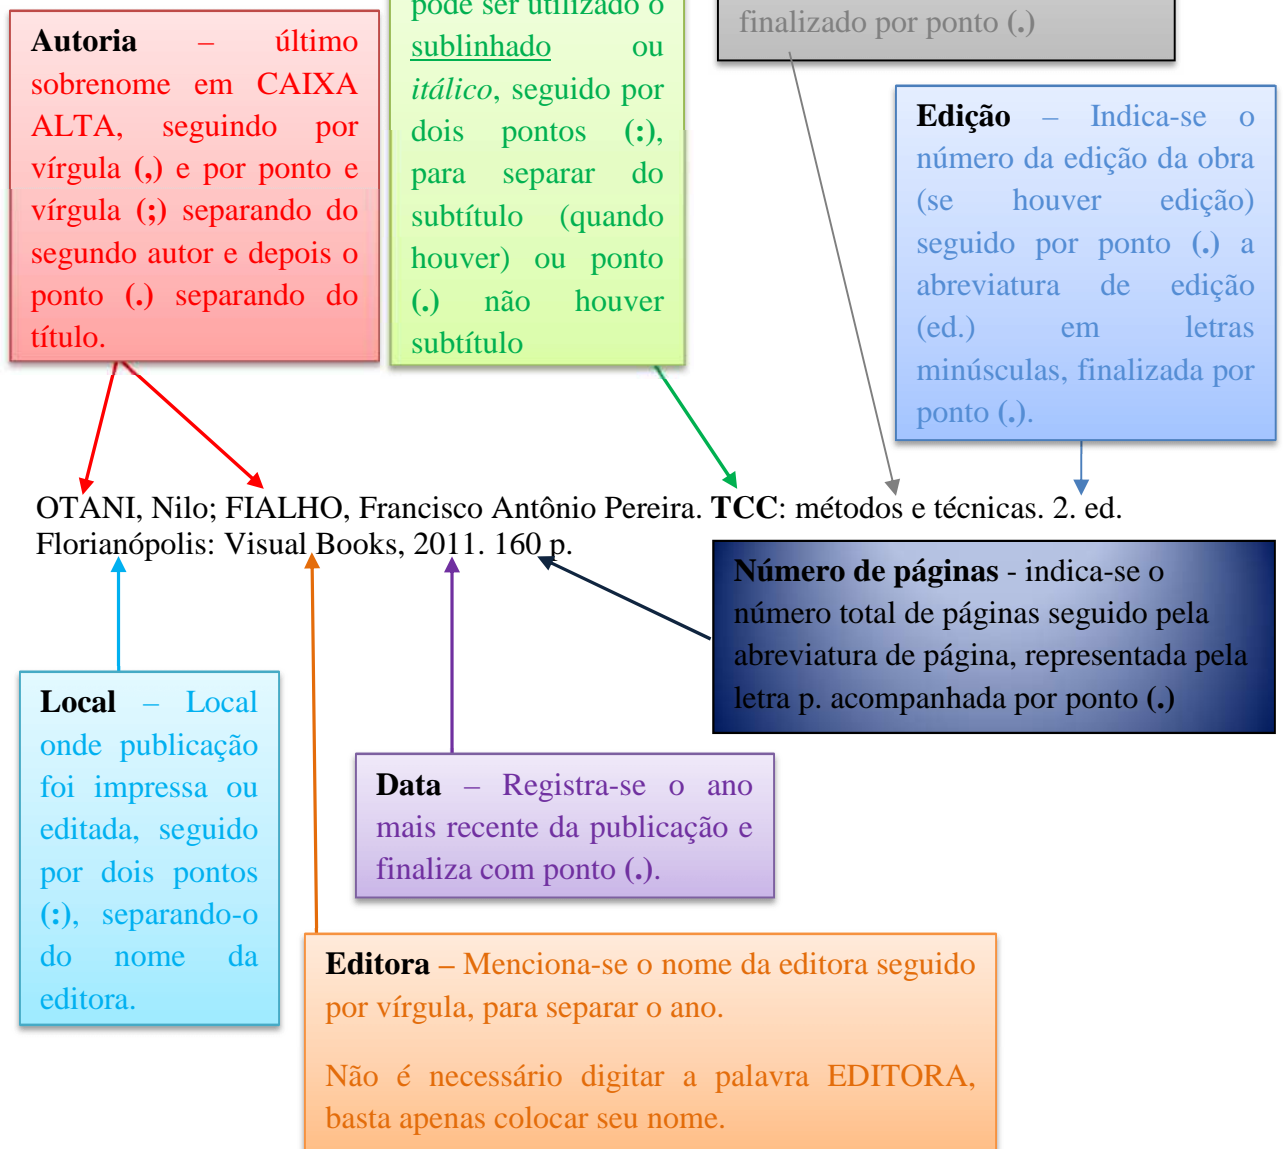 Autoria – último
sobrenome em CAIXA
ALTA, seguindo por
vírgula (,) e por ponto e
vírgula (;) separando do
segundo autor e depois o
ponto (.) separando do
título.
pode ser utilizado o
sublinhado ou
itálico, seguido por
dois pontos (:),
para separar do
subtítulo (quando
houver) ou ponto
(.) não houver
subtítulo
finalizado por ponto (.)
Edição – Indica-se o
número da edição da obra
(se houver edição)
seguido por ponto (.) a
abreviatura de edição
(ed.) em letras
minúsculas, finalizada por
ponto (.).
OTANI, Nilo; FIALHO, Francisco Antônio Pereira. TCC: métodos e técnicas. 2. ed.
Florianópolis: Visual Books, 2011. 160 p.
Número de páginas - indica-se o
número total de páginas seguido pela
abreviatura de página, representada pela
letra p. acompanhada por ponto (.)
Local – Local
onde publicação
foi impressa ou
editada, seguido
por dois pontos
(:), separando-o
do nome da
editora.
Data – Registra-se o ano
mais recente da publicação e
finaliza com ponto (.).
Editora – Menciona-se o nome da editora seguido
por vírgula, para separar o ano.
Não é necessário digitar a palavra EDITORA,
basta apenas colocar seu nome.